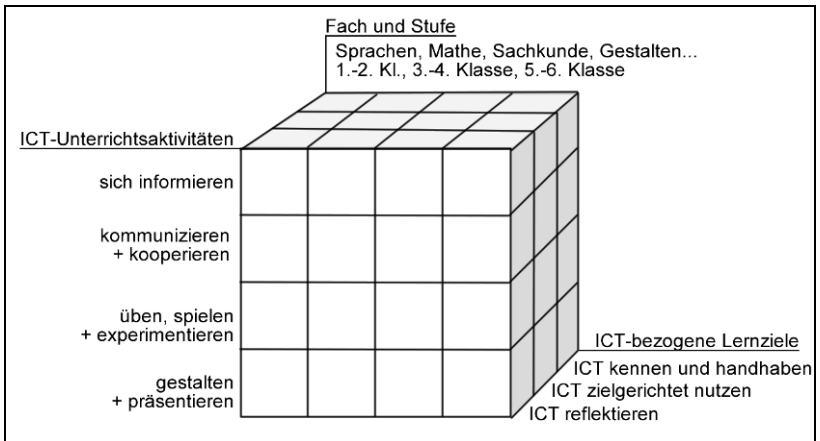 Fach und Stufe
Sprachen, Mathe, Sachkunde, Gestalten...
1.-2. Kl., 3.-4. Klasse, 5.-6. Klasse
ICT-Unterrichtsaktivitäten
sich informieren
kommunizieren
+ kooperieren
üben, spielen
+ experimentieren
gestalten
+ präsentieren
ICT-bezogene Lernziele
ICT kennen und handhaben
ICT zielgerichtet nutzen
ICT reflektieren